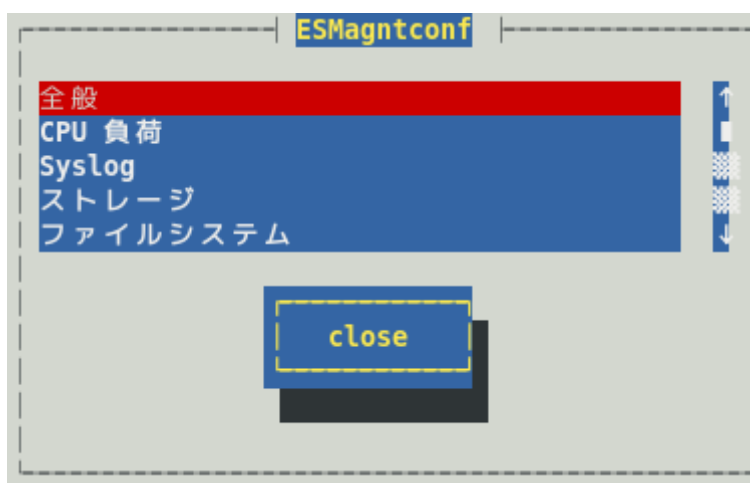 ESMagntconf
全般
CPU 負荷
Syslog
ストレージ
ファイルシステム
close